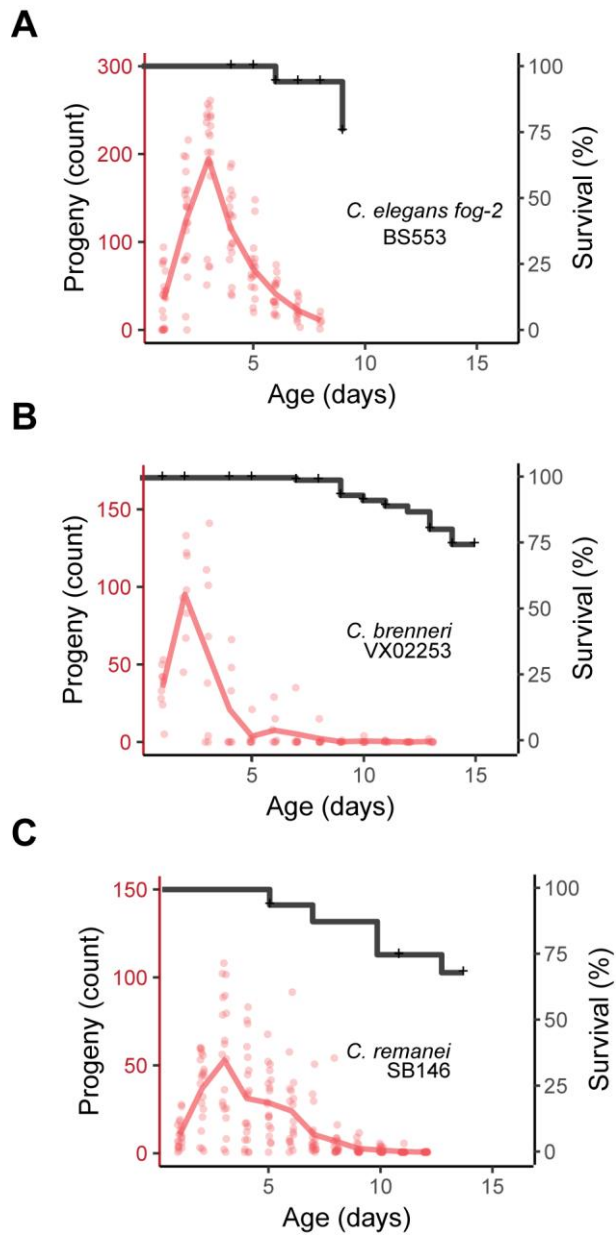 A
300
200
100
0
Progeny (count)
100
75
50
25
0
Survival (%)
C. elegans fog-2
BS553
5
10
15
Age (days)
B
150
100
50
0
Progeny (count)
100
75
50
25
0
Survival (%)
C. brenneri
VX02253
5
10
15
Age (days)
C
150
100
50
0
Progeny (count)
100
75
50
25
0
Survival (%)
C. remanei
SB146
5
10
15
Age (days)